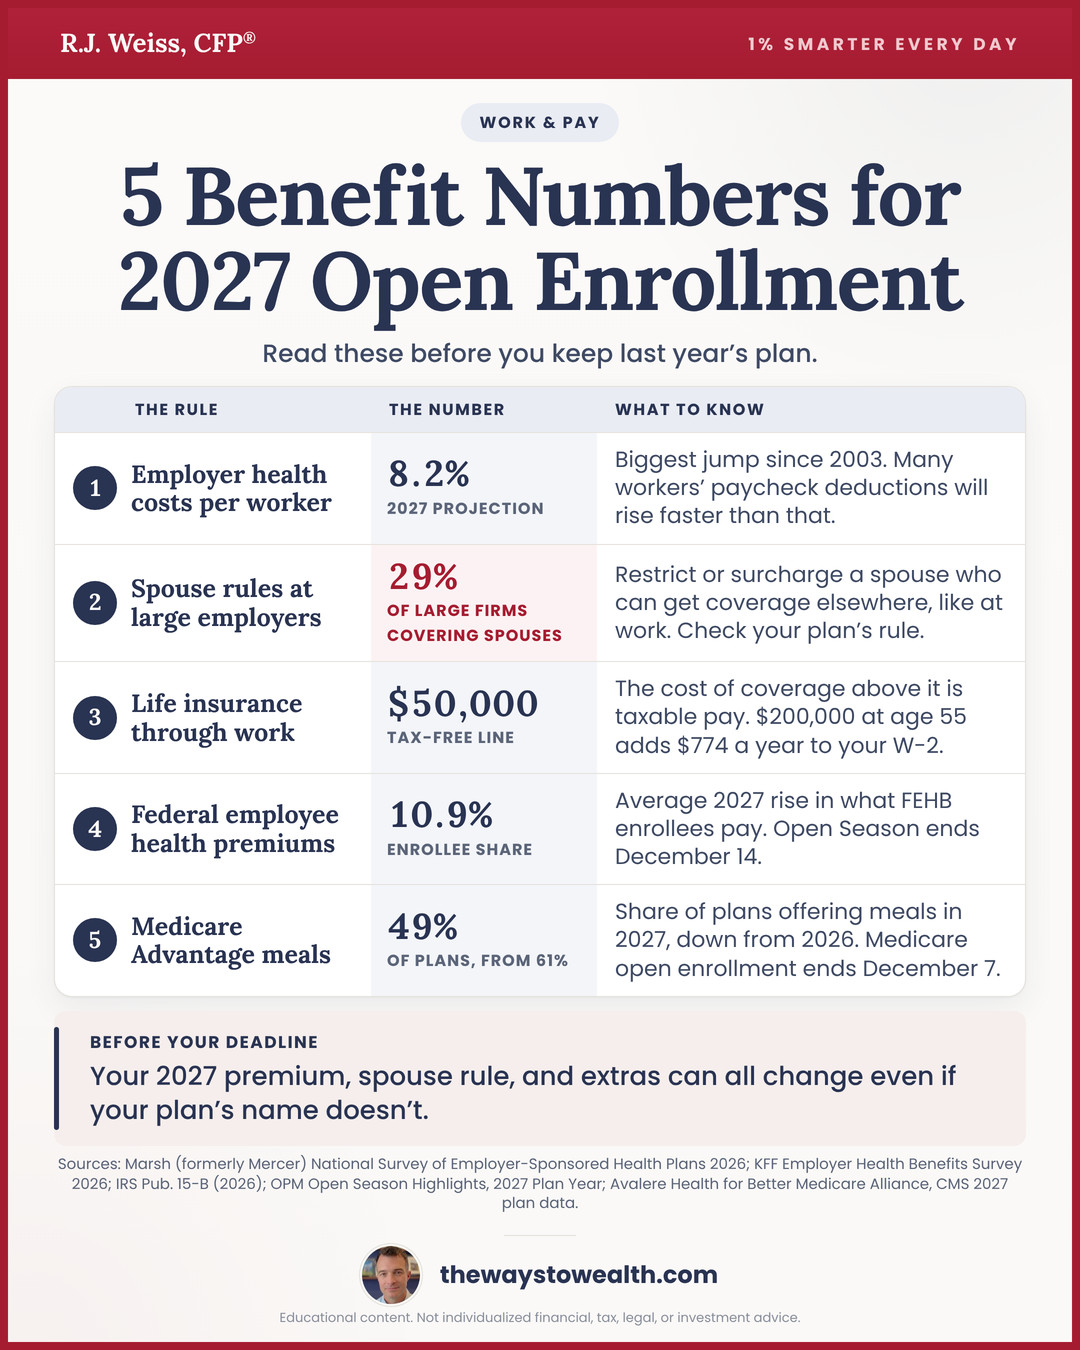 R.J. Weiss, CFP®
1% SMARTER EVERY DAY
WORK & PAY
5 Benefit Numbers for
2027 Open Enrollment
Read these before you keep last year’s plan.
THE RULE
THE NUMBER
WHAT TO KNOW
1
Employer health
costs per worker
8.2%
2027 PROJECTION
Biggest jump since 2003. Many
workers’ paycheck deductions will
rise faster than that.
2
Spouse rules at
large employers
29%
OF LARGE FIRMS
COVERING SPOUSES
Restrict or surcharge a spouse who
can get coverage elsewhere, like at
work. Check your plan’s rule.
3
Life insurance
through work
$50,000
TAX-FREE LINE
The cost of coverage above it is
taxable pay. $200,000 at age 55
adds $774 a year to your W-2.
4
Federal employee
health premiums
10.9%
ENROLLEE SHARE
Average 2027 rise in what FEHB
enrollees pay. Open Season ends
December 14.
5
Medicare
Advantage meals
49%
OF PLANS, FROM 61%
Share of plans offering meals in
2027, down from 2026. Medicare
open enrollment ends December 7.
BEFORE YOUR DEADLINE
Your 2027 premium, spouse rule, and extras can all change even if
your plan’s name doesn’t.
Sources: Marsh (formerly Mercer) National Survey of Employer-Sponsored Health Plans 2026; KFF Employer Health Benefits Survey
2026; IRS Pub. 15-B (2026); OPM Open Season Highlights, 2027 Plan Year; Avalere Health for Better Medicare Alliance, CMS 2027
plan data.
thewaystowealth.com
Educational content. Not individualized financial, tax, legal, or investment advice.